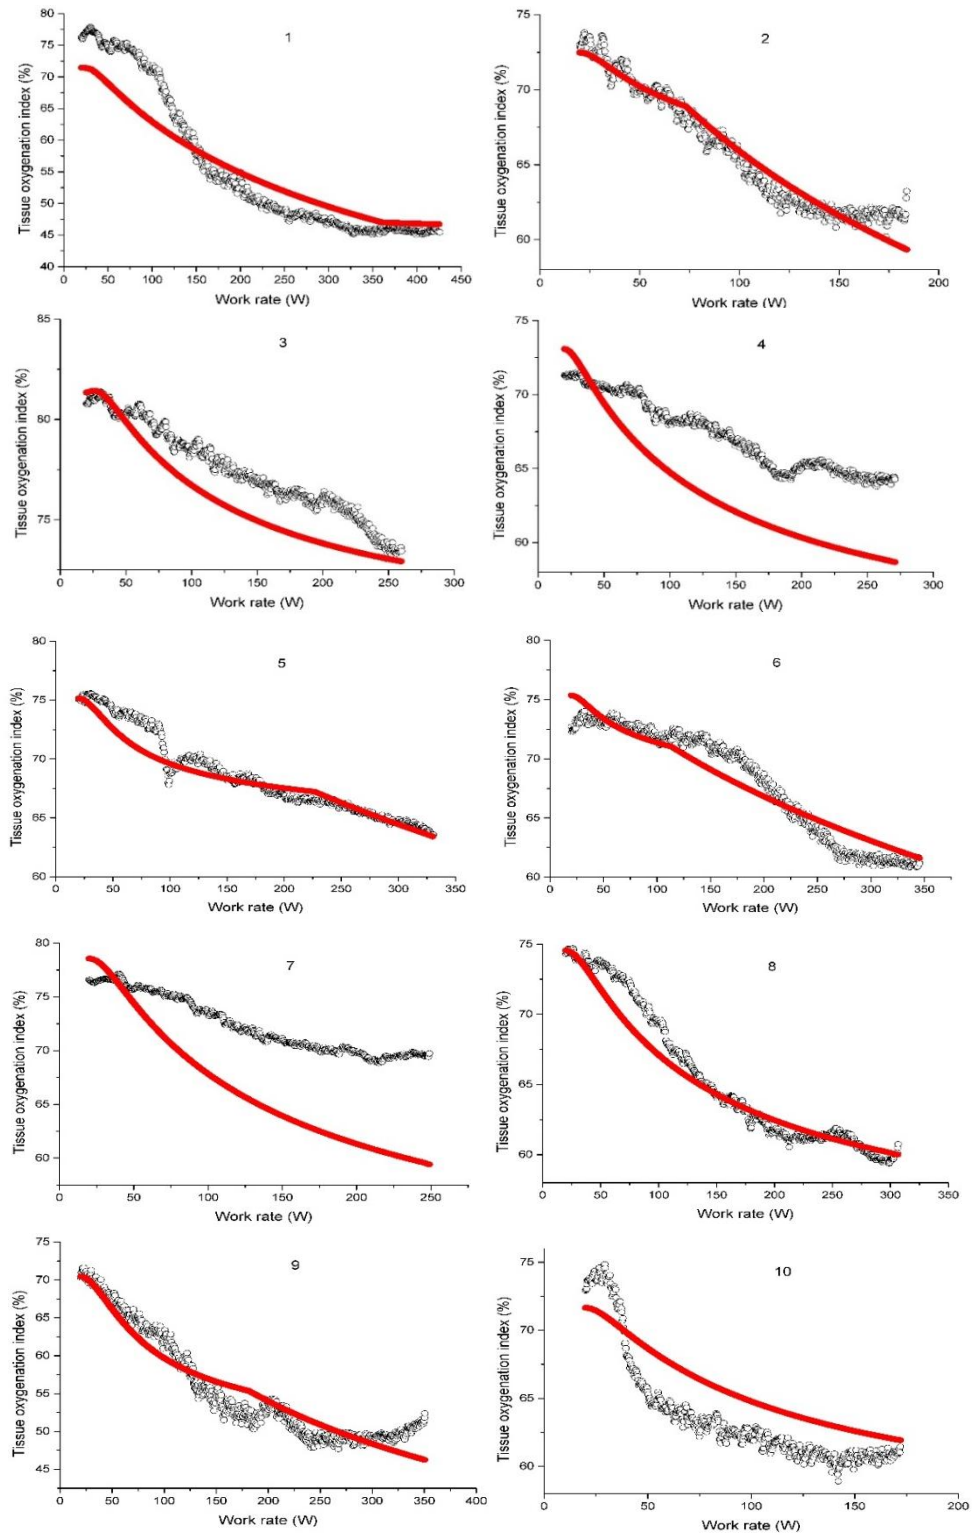 1
Tissue oxygenation index (%)
80
75
70
65
60
55
50
45
40
0 50 100 150 200 250 300 350 400 450
Work rate (W)
2
Tissue oxygenation index (%)
75
70
65
60
0 50 100 150 200
Work rate (W)
3
Tissue oxygenation index (%)
85
80
75
0 50 100 150 200 250 300
Work rate (W)
4
Tissue oxygenation index (%)
75
70
65
60
0 50 100 150 200 250 300
Work rate (W)
5
Tissue oxygenation index (%)
80
75
70
65
60
0 50 100 150 200 250 300 350
Work rate (W)
6
Tissue oxygenation index (%)
80
75
70
65
60
0 50 100 150 200 250 300 350
Work rate (W)
7
Tissue oxygenation index (%)
80
75
70
65
60
0 50 100 150 200 250
Work rate (W)
8
Tissue oxygenation index (%)
75
70
65
60
0 50 100 150 200 250 300 350
Work rate (W)
9
Tissue oxygenation index (%)
75
70
65
60
55
50
45
0 50 100 150 200 250 300 350 400
Work rate (W)
10
Tissue oxygenation index (%)
75
70
65
60
0 50 100 150 200
Work rate (W)